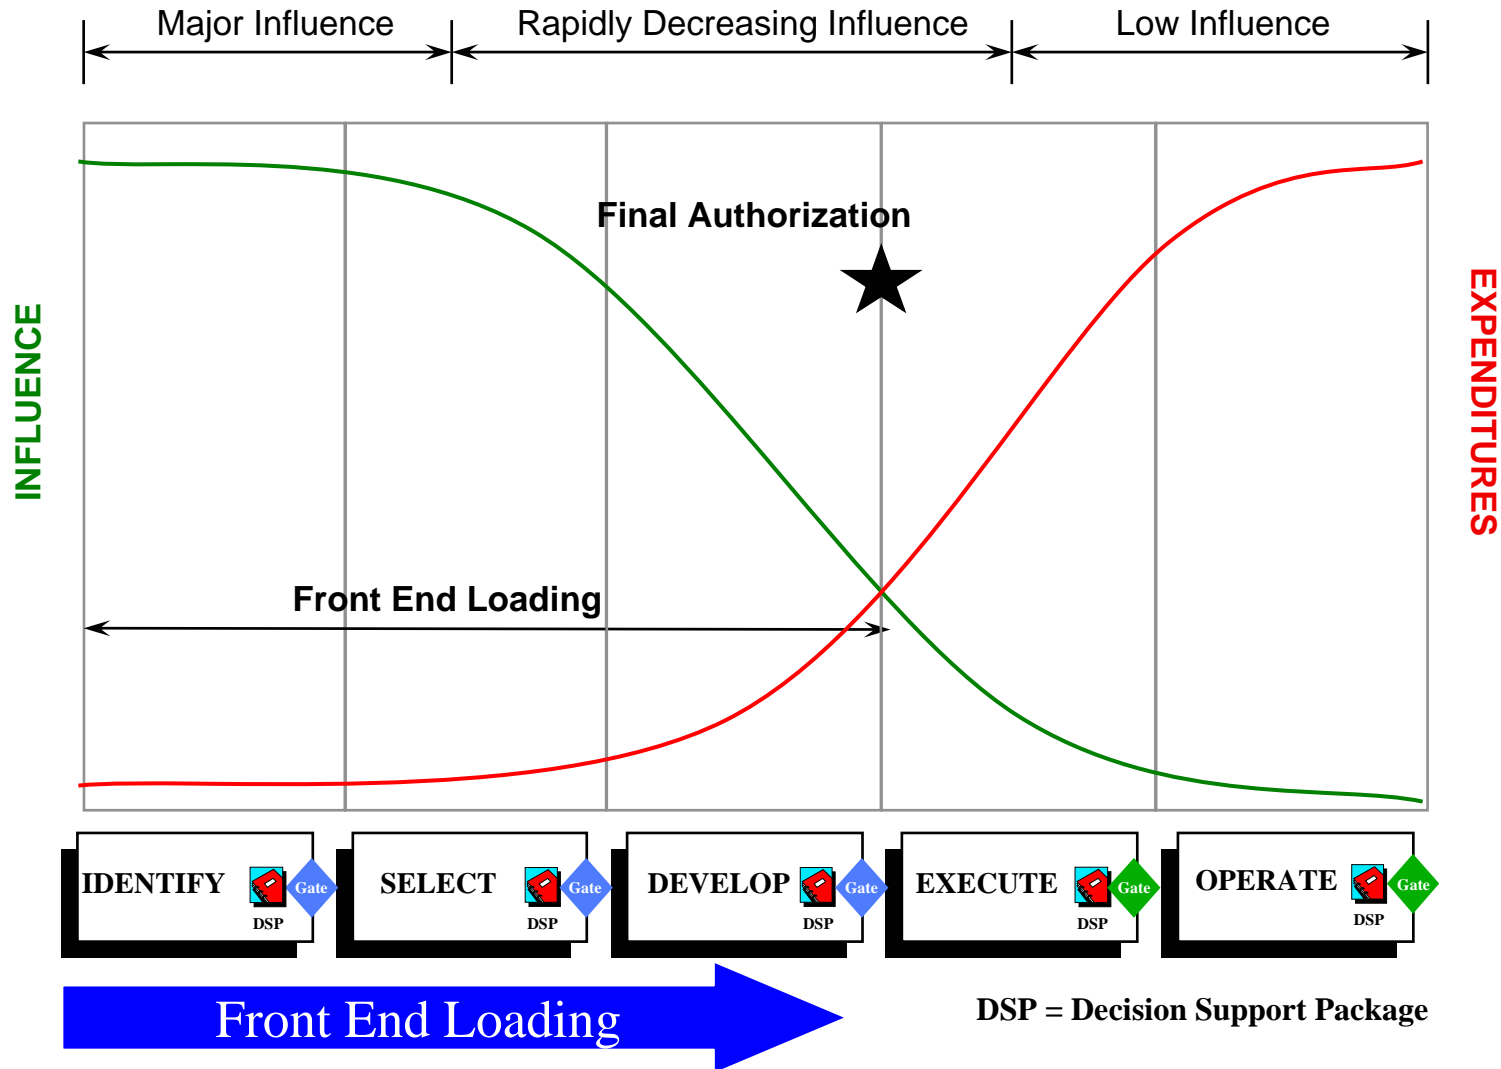 Major Influence
Rapidly Decreasing Influence
Low Influence
Final Authorization
INFLUENCE
EXPENDITURES
Front End Loading
IDENTIFY
DSP
Gate
SELECT
DSP
Gate
DEVELOP
DSP
Gate
EXECUTE
DSP
Gate
OPERATE
DSP
Gate
Front End Loading
DSP = Decision Support Package